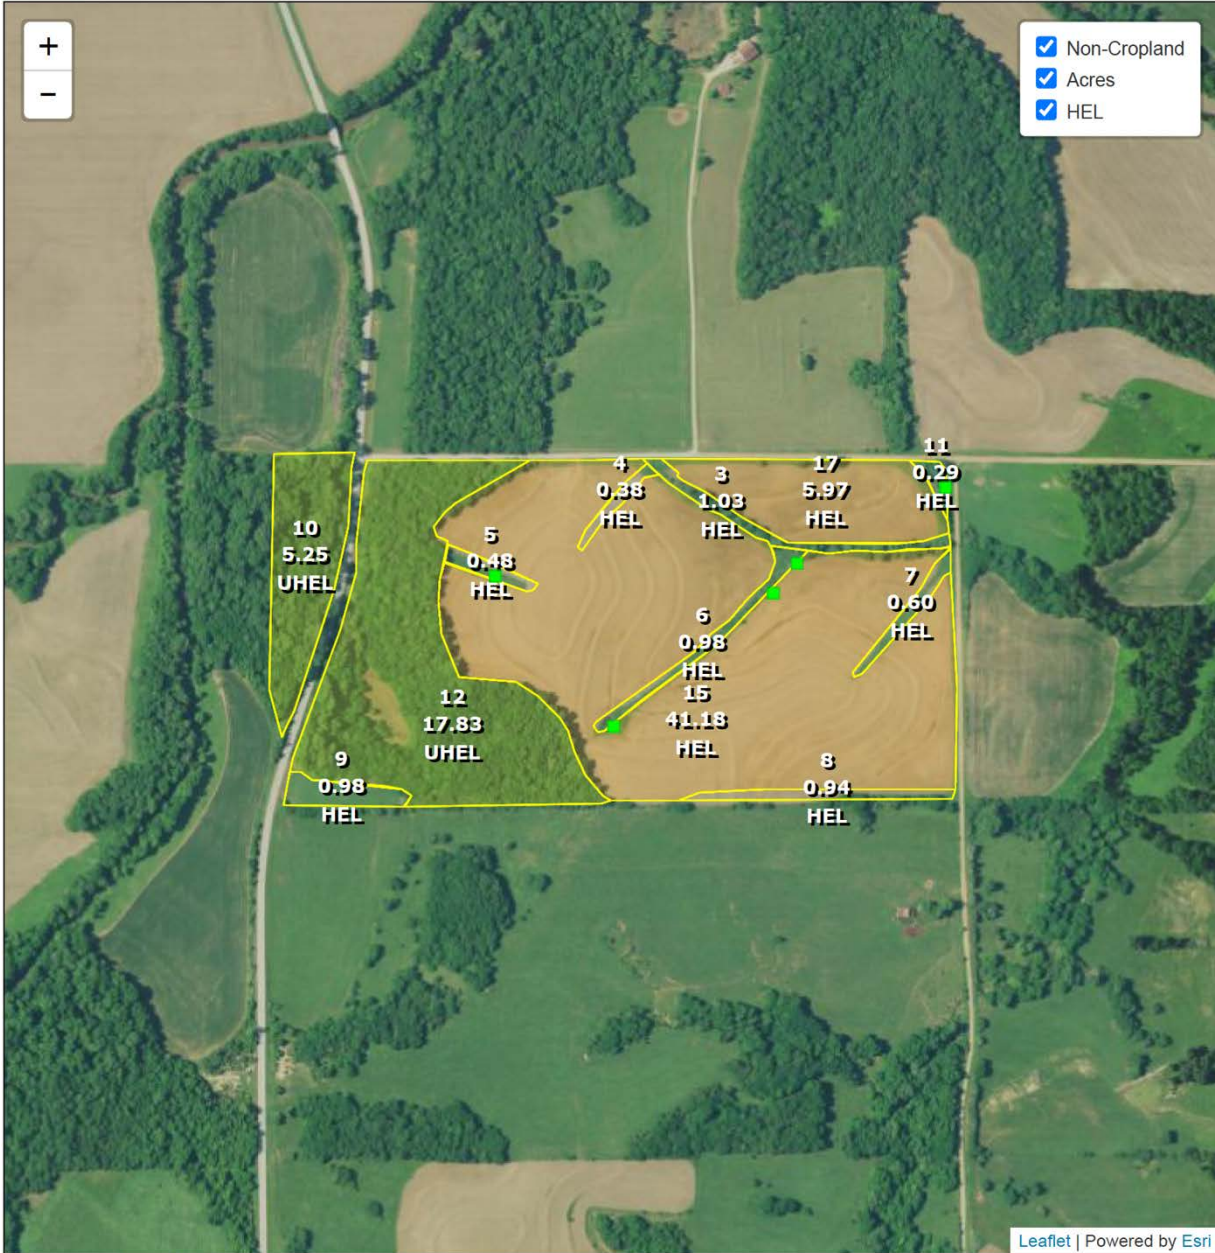 +
−
Non-Cropland
Acres
HEL
11
0.29
HEL
4
0.38
HEL
3
1.03
HEL
17
5.97
HEL
10
5.25
UHEL
5
0.48
HEL
7
0.60
HEL
6
0.98
HEL
15
41.18
HEL
12
17.83
UHEL
9
0.98
HEL
8
0.94
HEL
Leaflet | Powered by Esri